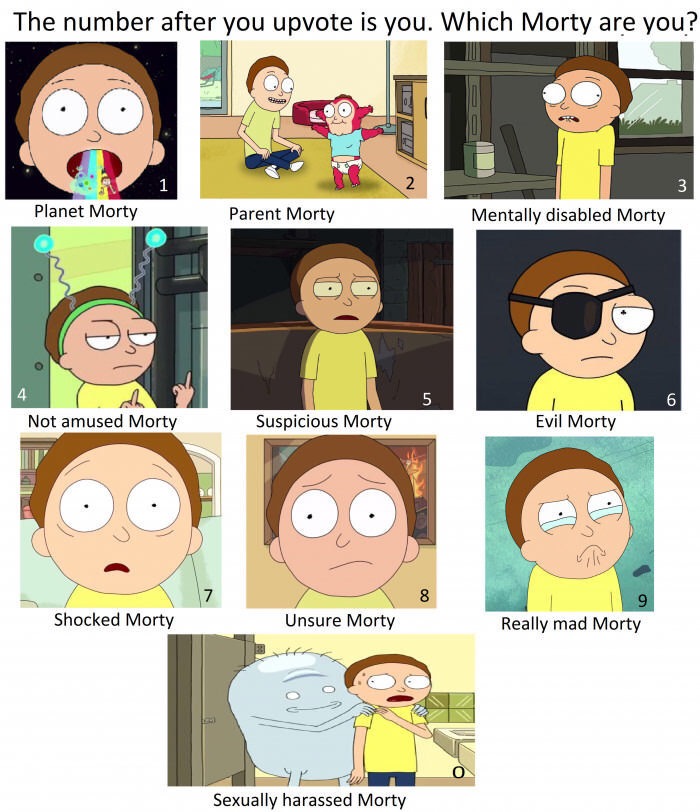 The number after you upvote is you. Which Morty are you?
1
2
3
Planet Morty
Parent Morty
Mentally disabled Morty
4
5
6
Not amused Morty
Suspicious Morty
Evil Morty
7
8
9
Shocked Morty
Unsure Morty
Really mad Morty
0
Sexually harassed Morty